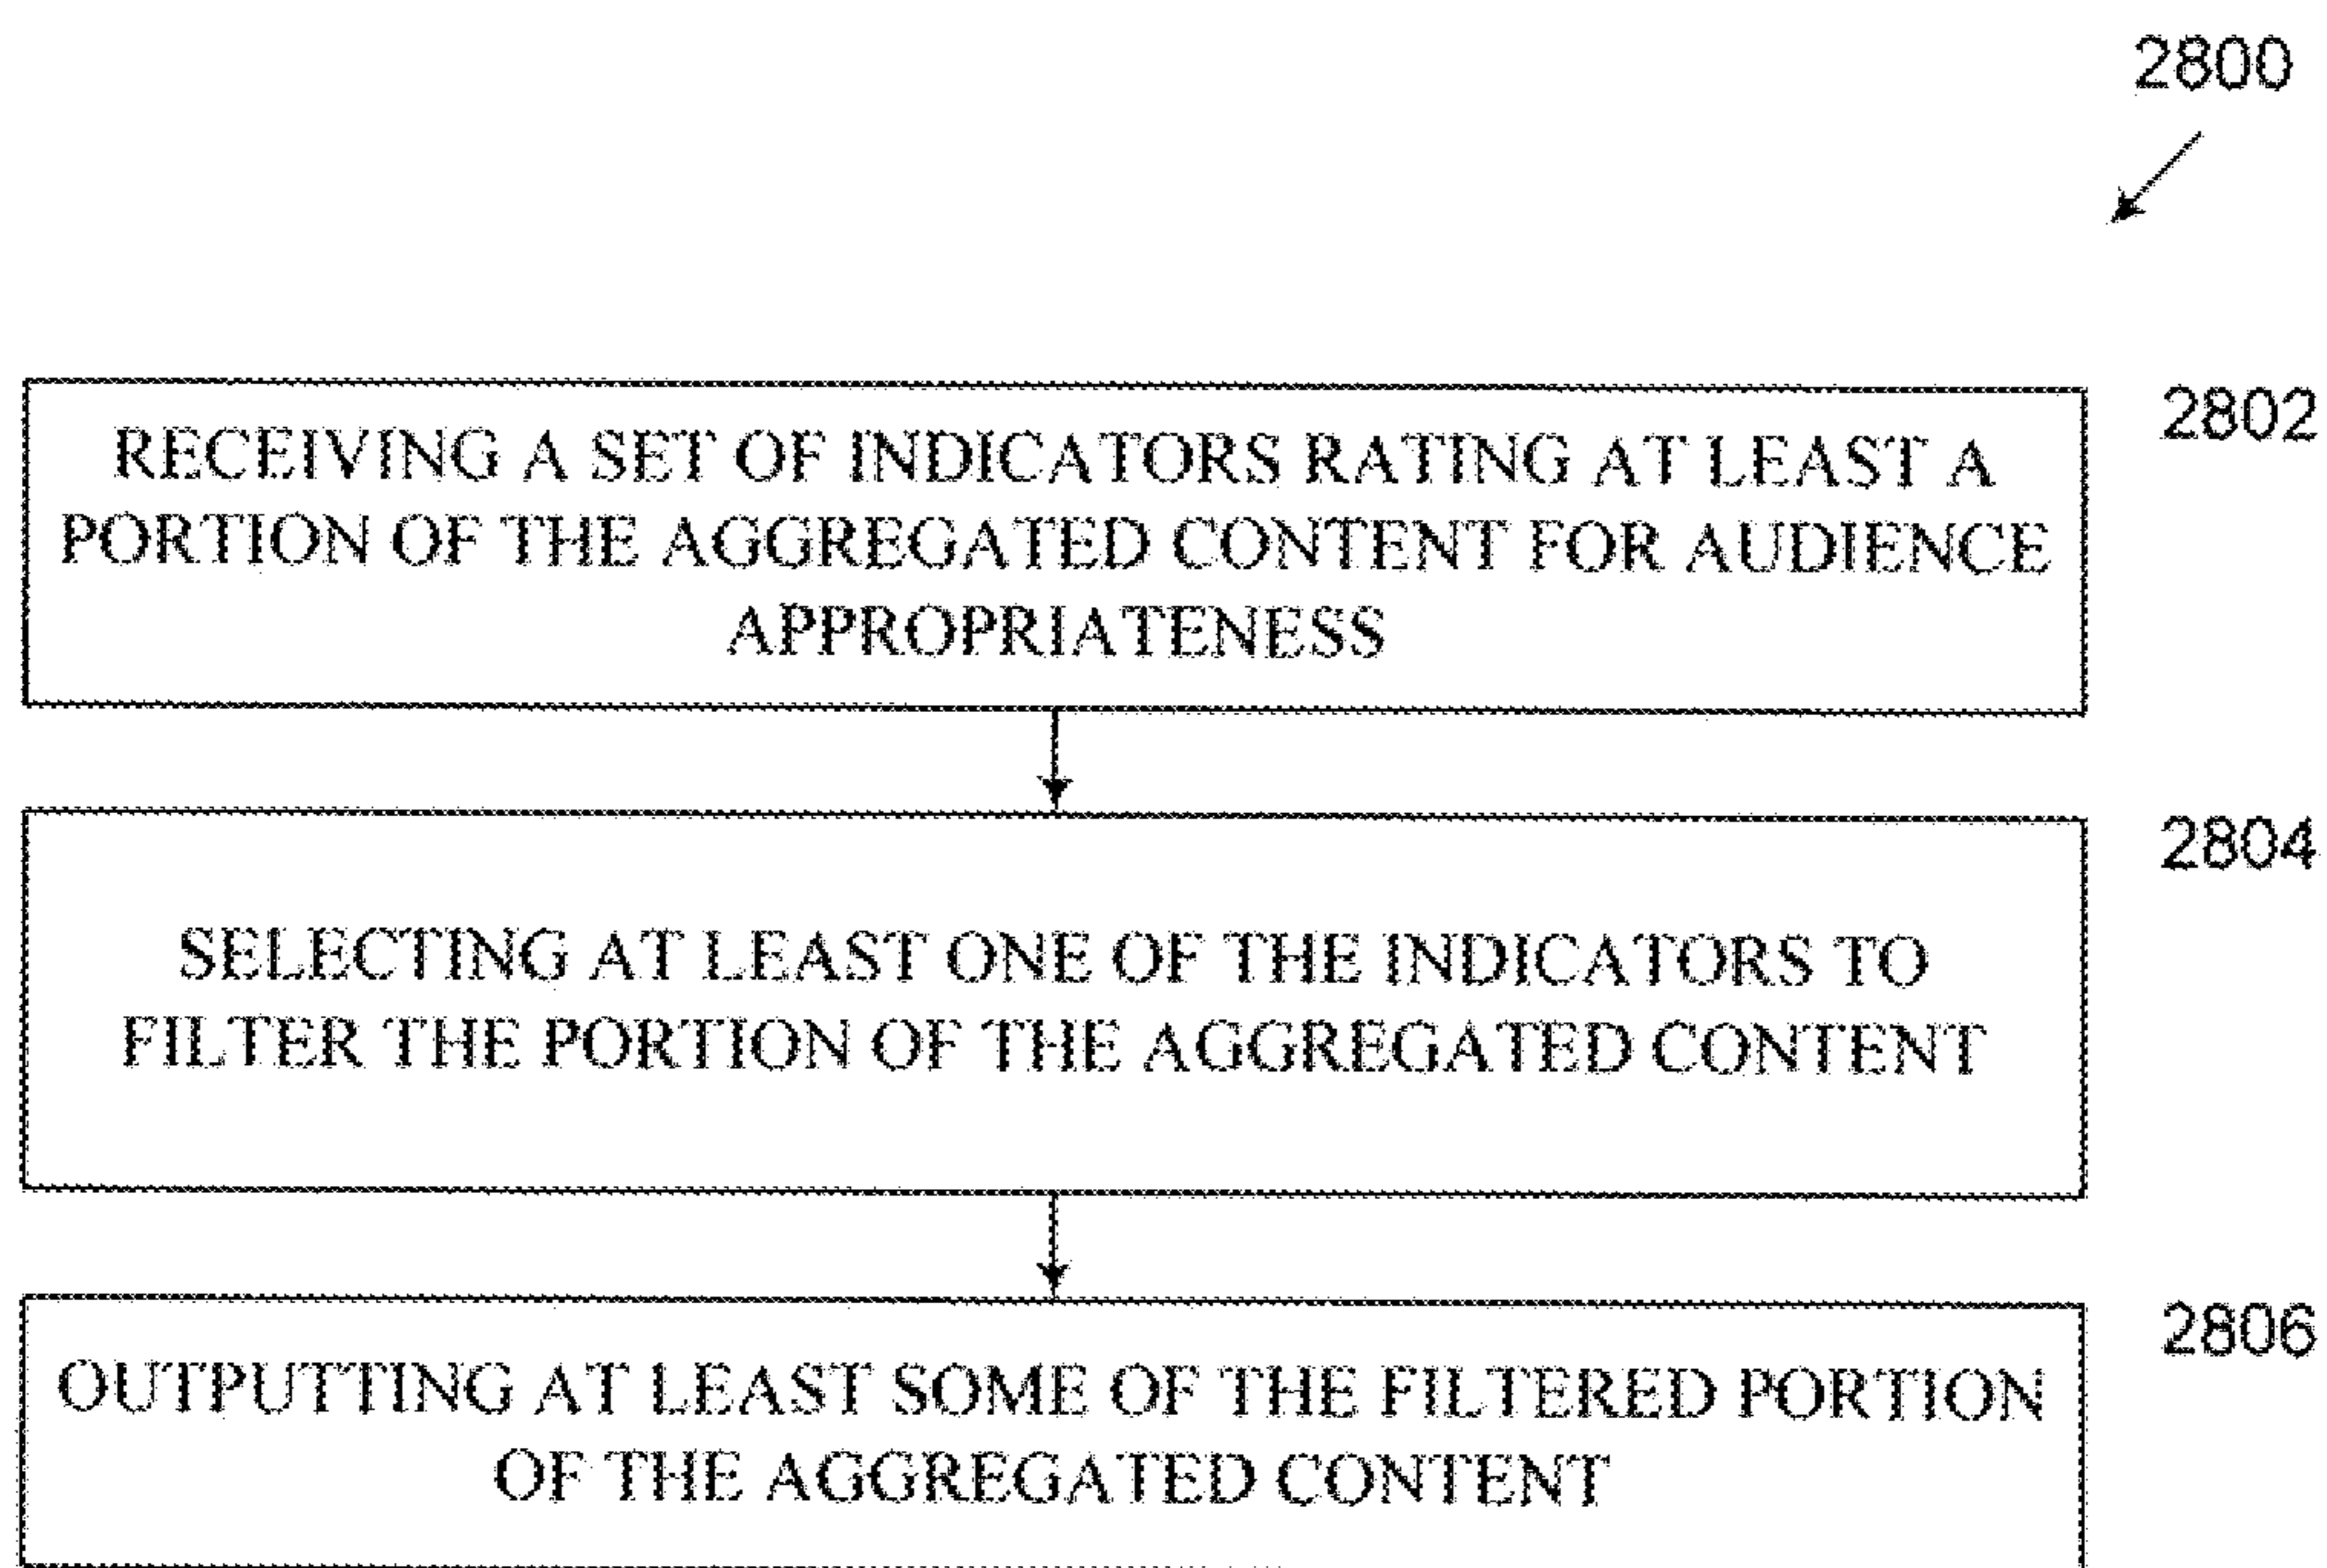 2800
2802
RECEIVING A SET OF INDICATORS RATING AT LEAST A
PORTION OF THE AGGREGATED CONTENT FOR AUDIENCE
APPROPRIATENESS
2804
SELECTING AT LEAST ONE OF THE INDICATORS TO
FILTER THE PORTION OF THE AGGREGATED CONTENT
2806
OUTPUTTING AT LEAST SOME OF THE FILTERED PORTION
OF THE AGGREGATED CONTENT